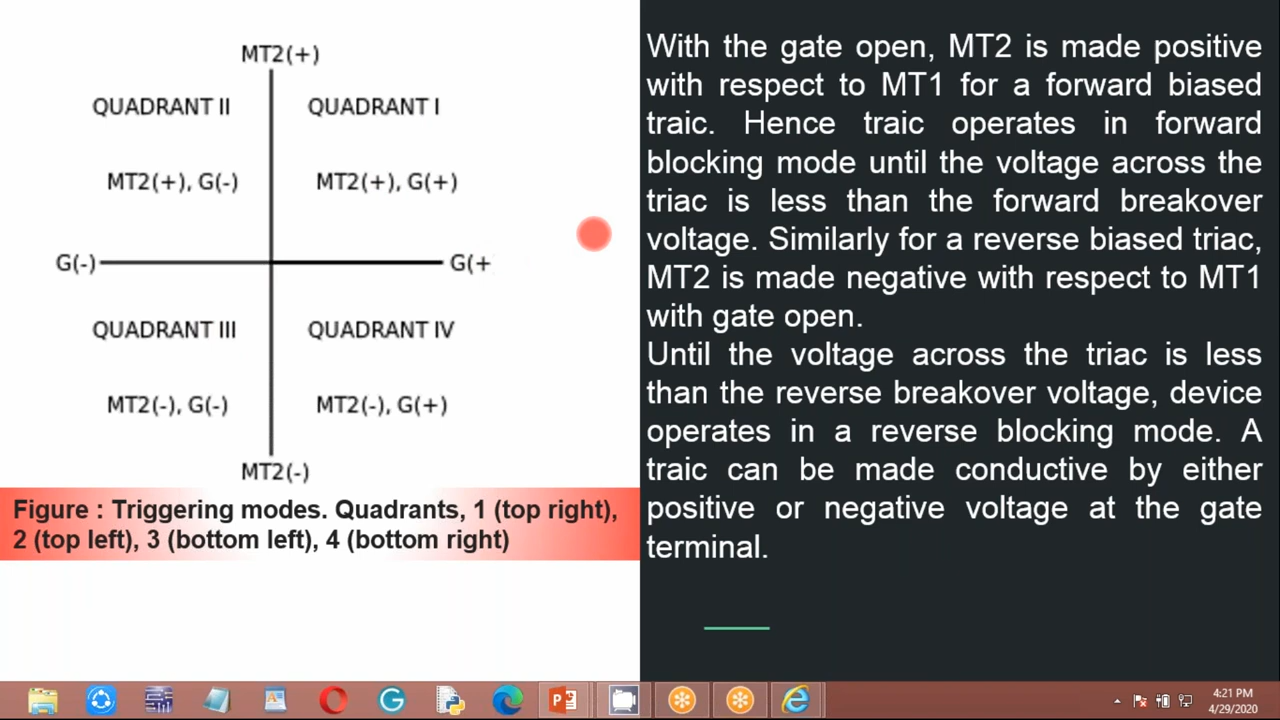 MT2(+)
QUADRANT II
QUADRANT I
MT2(+), G(-)
MT2(+), G(+)
G(-)
G(+
QUADRANT III
QUADRANT IV
MT2(-), G(-)
MT2(-), G(+)
MT2(-)
Figure : Triggering modes. Quadrants, 1 (top right),
2 (top left), 3 (bottom left), 4 (bottom right)
With the gate open, MT2 is made positive
with respect to MT1 for a forward biased
traic. Hence traic operates in forward
blocking mode until the voltage across the
triac is less than the forward breakover
voltage. Similarly for a reverse biased triac,
MT2 is made negative with respect to MT1
with gate open.
Until the voltage across the triac is less
than the reverse breakover voltage, device
operates in a reverse blocking mode. A
traic can be made conductive by either
positive or negative voltage at the gate
terminal.
4:21 PM
4/29/2020